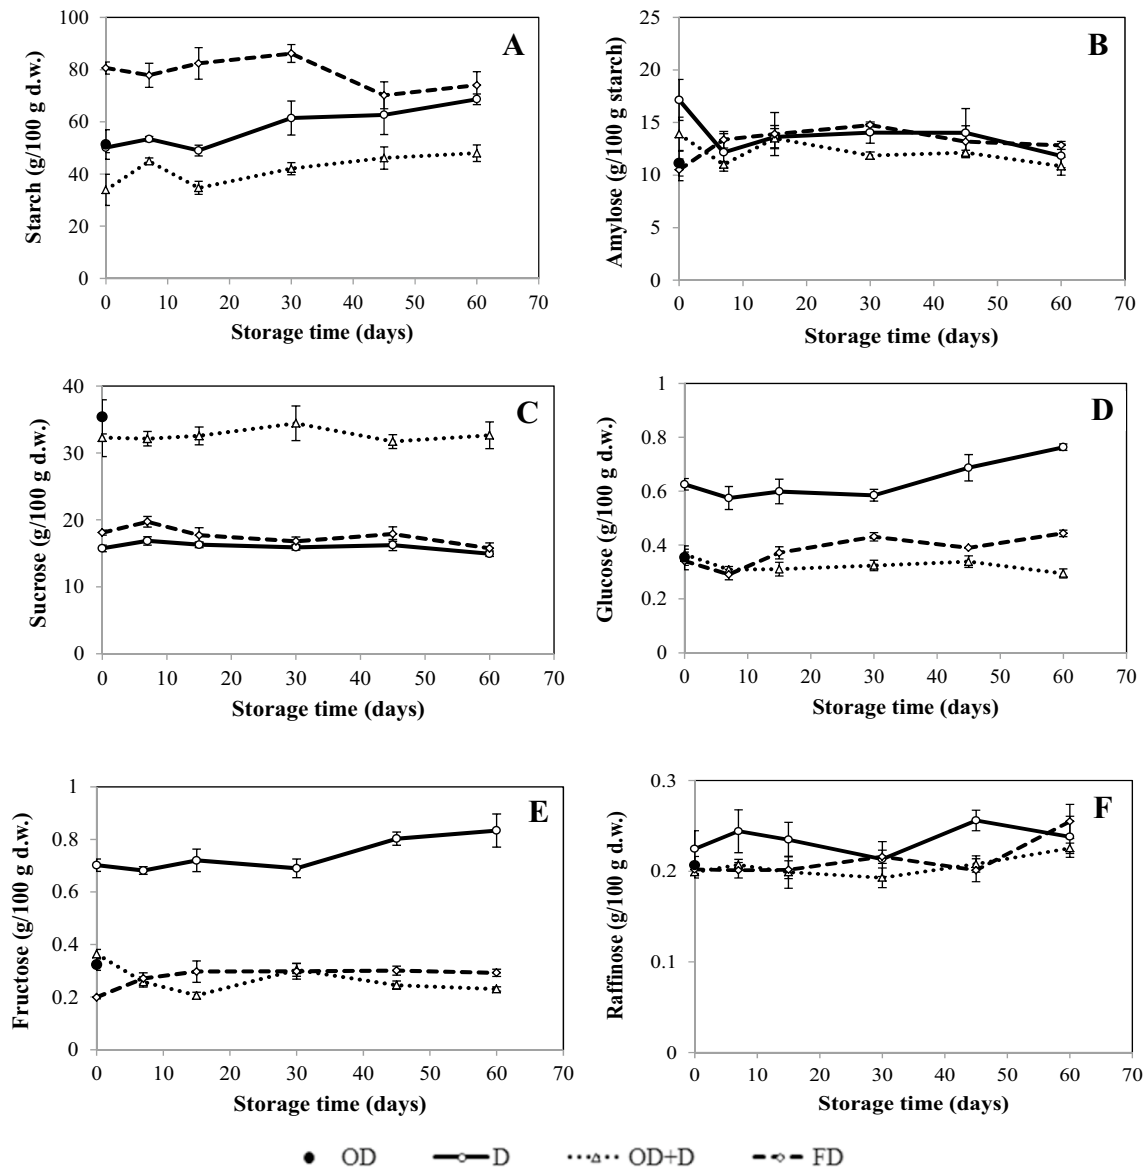 A
Starch (g/100 g d.w.)
100
80
60
40
20
0
0 10 20 30 40 50 60 70
Storage time (days)
B
Amylose (g/100 g starch)
25
20
15
10
5
0
0 10 20 30 40 50 60 70
Storage time (days)
C
Sucrose (g/100 g d.w.)
40
30
20
10
0
0 10 20 30 40 50 60 70
Storage time (days)
D
Glucose (g/100 g d.w.)
1
0.8
0.6
0.4
0.2
0
0 10 20 30 40 50 60 70
Storage time (days)
E
Fructose (g/100 g d.w.)
1
0.8
0.6
0.4
0.2
0
0 10 20 30 40 50 60 70
Storage time (days)
F
Raffinose (g/100 g d.w.)
0.3
0.2
0.1
0
0 10 20 30 40 50 60 70
Storage time (days)
OD D OD+D FD